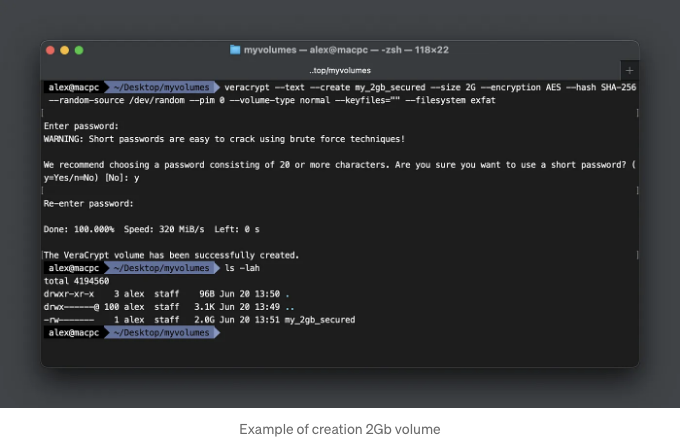 myvolumes — alex@macpc — -zsh — 118×22
..top/myvolumes
+
alex@macpc ~/Desktop/myvolumes veracrypt --text --create my_2gb_secured --size 2G --encryption AES --hash SHA-256
--random-source /dev/random --pim 0 --volume-type normal --keyfiles="" --filesystem exfat
Enter password:
WARNING: Short passwords are easy to crack using brute force techniques!
We recommend choosing a password consisting of 20 or more characters. Are you sure you want to use a short password? (
y=Yes/n=No) [No]: y
Re-enter password:
Done: 100.000%  Speed: 320 MiB/s  Left: 0 s
The VeraCrypt volume has been successfully created.
alex@macpc ~/Desktop/myvolumes ls -lah
total 4194560
drwxr-xr-x    3 alex  staff    96B Jun 20 13:50 .
drwx------@ 100 alex  staff   3.1K Jun 20 13:49 ..
-rw-------    1 alex  staff   2.0G Jun 20 13:51 my_2gb_secured
alex@macpc ~/Desktop/myvolumes
Example of creation 2Gb volume